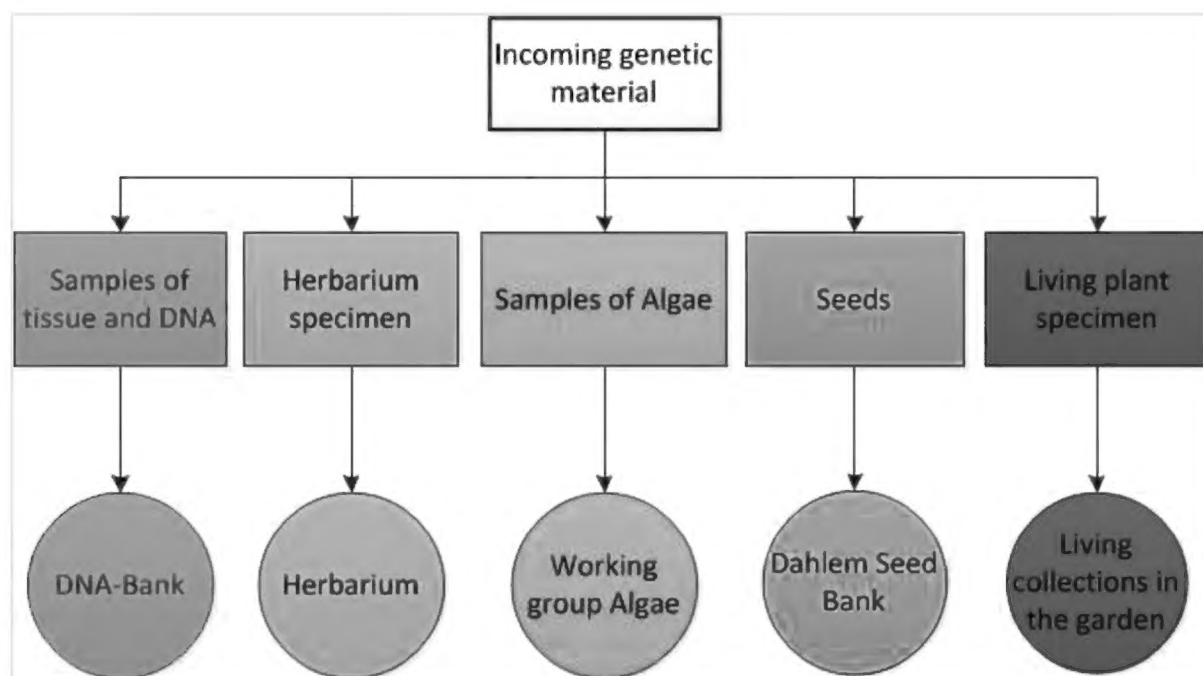 Incoming genetic
material
Samples of
tissue and DNA
Herbarium
specimen
Samples of Algae
Seeds
Living plant
specimen
DNA-Bank
Herbarium
Working
group Algae
Dahlem Seed
Bank
Living
collections in
the garden